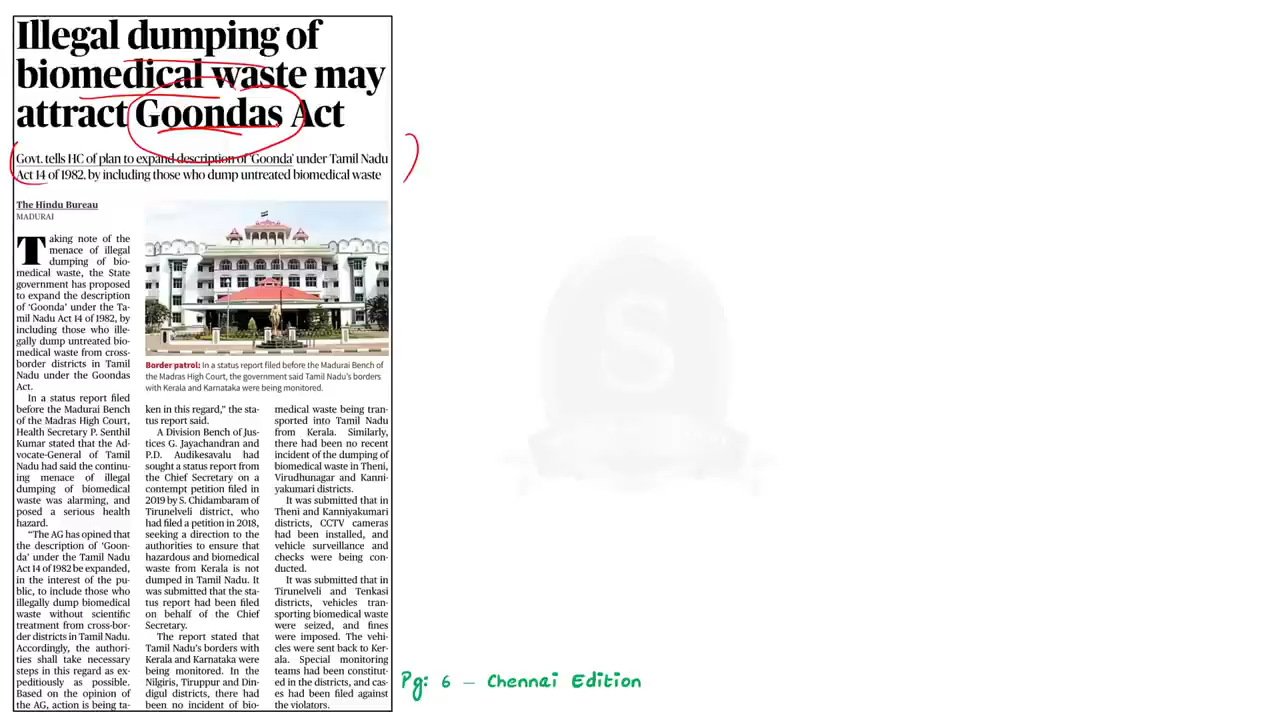 Illegal dumping of
biomedical waste may
attract Goondas Act
Govt. tells HC of plan to expand description of 'Goonda' under Tamil Nadu
Act 14 of 1982, by including those who dump untreated biomedical waste
The Hindu Bureau
MADURAI
Taking note of the
menace of illegal
dumping of bio-
medical waste, the State
government has proposed
to expand the description
of 'Goonda' under the Ta-
mil Nadu Act 14 of 1982, by
including those who ille-
gally dump untreated bio-
medical waste from cross-
border districts in Tamil
Nadu under the Goondas
Act.
In a status report filed
before the Madurai Bench
of the Madras High Court,
Health Secretary P. Senthil
Kumar stated that the Ad-
vocate-General of Tamil
Nadu had said the continu-
ing menace of illegal
dumping of biomedical
waste was alarming, and
posed a serious health
hazard.
"The AG has opined that
the description of 'Goon-
da' under the Tamil Nadu
Act 14 of 1982 be expanded,
in the interest of the pu-
blic, to include those who
illegally dump biomedical
waste without scientific
treatment from cross-bor-
der districts in Tamil Nadu.
Accordingly, the authori-
ties shall take necessary
steps in this regard as ex-
peditiously as possible.
Based on the opinion of
the AG, action is being ta-
Border patrol: In a status report filed before the Madurai Bench of
the Madras High Court, the government said Tamil Nadu's borders
with Kerala and Karnataka were being monitored.
ken in this regard," the sta-
tus report said.
A Division Bench of Jus-
tices G. Jayachandran and
P.D. Audikesavalu had
sought a status report from
the Chief Secretary on a
contempt petition filed in
2019 by S. Chidambaram of
Tirunelveli district, who
had filed a petition in 2018,
seeking a direction to the
authorities to ensure that
hazardous and biomedical
waste from Kerala is not
dumped in Tamil Nadu. It
was submitted that the sta-
tus report had been filed
on behalf of the Chief
Secretary.
The report stated that
Tamil Nadu's borders with
Kerala and Karnataka were
being monitored. In the
Nilgiris, Tiruppur and Din-
digul districts, there had
been no incident of bio-
medical waste being tran-
sported into Tamil Nadu
from Kerala. Similarly,
there had been no recent
incident of the dumping of
biomedical waste in Theni,
Virudhunagar and Kanni-
yakumari districts.
It was submitted that in
Theni and Kanniyakumari
districts, CCTV cameras
had been installed, and
vehicle surveillance and
checks were being con-
ducted.
It was submitted that in
Tirunelveli and Tenkasi
districts, vehicles tran-
sporting biomedical waste
were seized, and fines
were imposed. The vehi-
cles were sent back to Ker-
ala. Special monitoring
teams had been constitut-
ed in the districts, and cas-
es had been filed against
the violators.
Pg: 6 – Chennai Edition
S